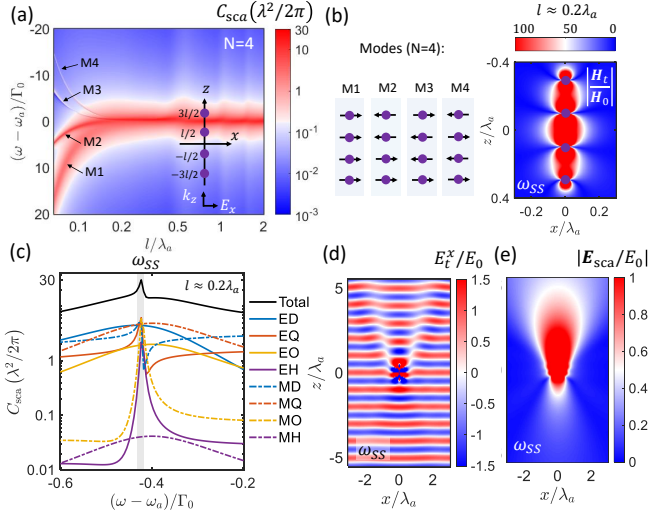 (a)
C_sca(λ²/2π)
N=4
M4
M3
M2
M1
z
3l/2
l/2
x
-l/2
-3l/2
k_z
E_x
(ω − ω_a)/Γ_0
-20
-10
0
10
20
0.1
0.5
1
2
l/λ_a
30
10
1
10^-1
10^-2
10^-3
(b)
Modes (N=4):
M1 M2 M3 M4
l ≈ 0.2λ_a
100 50 0
|H_t/H_0|
z/λ_a
-0.4
0
0.4
ω_SS
-0.2 0 0.2
x/λ_a
(c)
ω_SS
l ≈ 0.2λ_a
C_sca (λ²/2π)
30
10
1
0.1
0.01
-0.6 -0.4 -0.2
(ω − ω_a)/Γ_0
Total
ED
EQ
EO
EH
MD
MQ
MO
MH
(d)
E_t^x/E_0
z/λ_a
5
0
-5
ω_SS
-2 0 2
x/λ_a
1.5
1.0
0.5
0
-0.5
-1.0
-1.5
(e)
|E_sca/E_0|
ω_SS
-2 0 2
x/λ_a
1
0.8
0.6
0.4
0.2
0